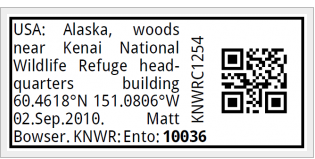 USA: Alaska, woods
near Kenai National
Wildlife Refuge head-
quarters building
60.4618°N 151.0806°W
02.Sep.2010. Matt
Bowser. KNWR:Ento: 10036
KNWRC1254